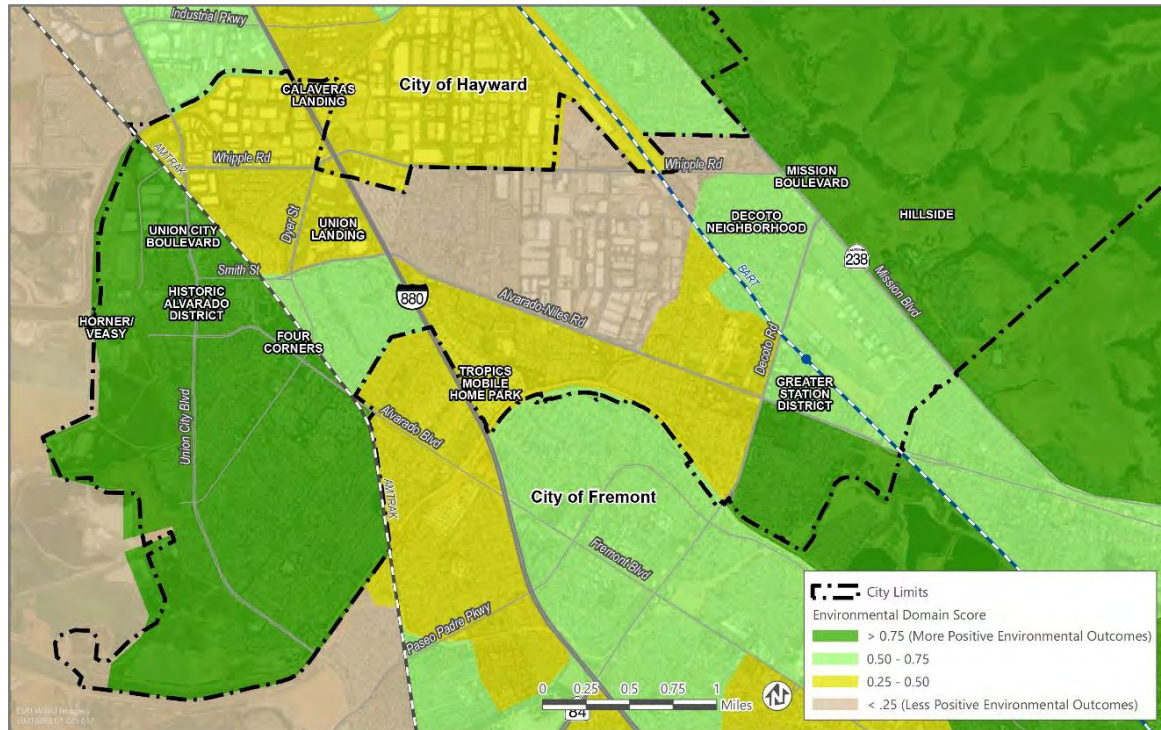 Industrial Pkwy
CALAVERAS
LANDING
City of Hayward
AMTRAK
Whipple Rd
Whipple Rd
MISSION
BOULEVARD
UNION CITY
BOULEVARD
Dyer St
UNION
LANDING
DECOTO
NEIGHBORHOOD
HILLSIDE
238
Mission Blvd
BART
Smith St
HISTORIC
ALVARADO
DISTRICT
880
Alvarado-Niles Rd
HORNER/
VEASY
FOUR
CORNERS
Decoto Rd
TROPICS
MOBILE
HOME PARK
GREATER
STATION
DISTRICT
Union City Blvd
Alvarado Blvd
AMTRAK
City of Fremont
Fremont Blvd
Paseo Padre Pkwy
City Limits
Environmental Domain Score
> 0.75 (More Positive Environmental Outcomes)
0.50 - 0.75
0.25 - 0.50
< .25 (Less Positive Environmental Outcomes)
0 0.25 0.5 0.75 1
Miles
84
N